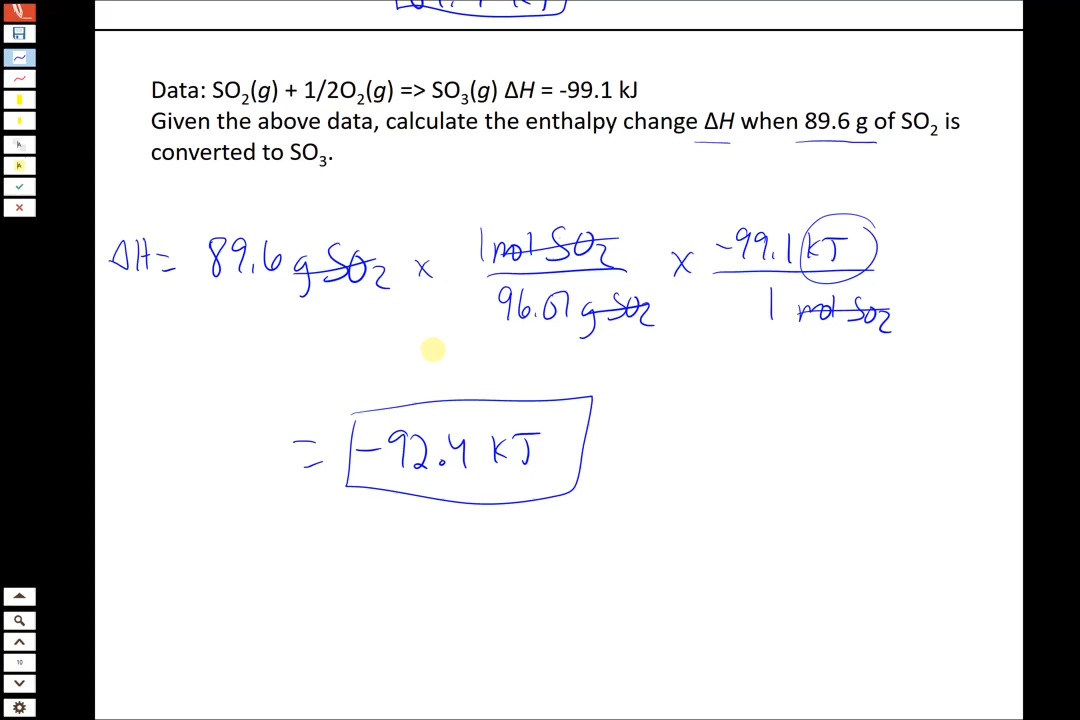 Data: SO₂(g) + 1/2O₂(g) => SO₃(g) ΔH = -99.1 kJ
Given the above data, calculate the enthalpy change ΔH when 89.6 g of SO₂ is
converted to SO₃.
ΔH = 89.6 g SO₂ x 1 mol SO₂ / 96.07 g SO₂ x -99.1 kJ / 1 mol SO₂
= -92.4 kJ
10